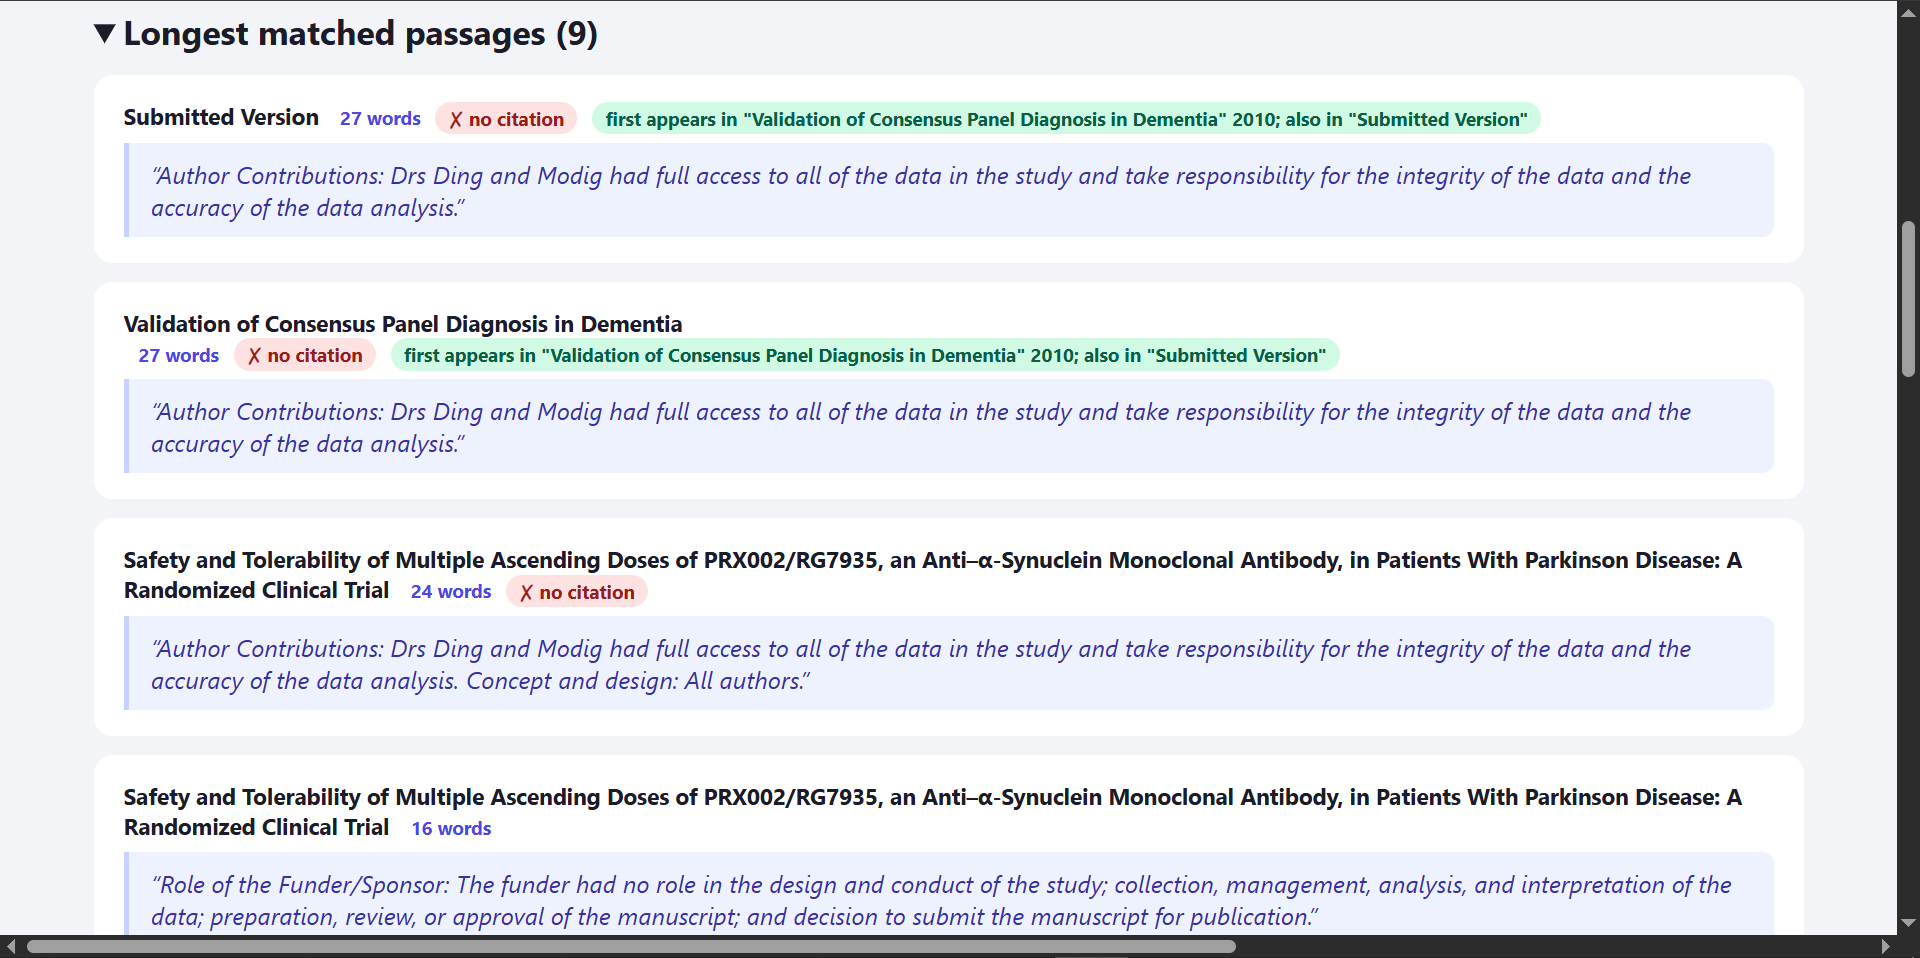 ▼ Longest matched passages (9)
Submitted Version 27 words ✗ no citation first appears in "Validation of Consensus Panel Diagnosis in Dementia" 2010; also in "Submitted Version"
“Author Contributions: Drs Ding and Modig had full access to all of the data in the study and take responsibility for the integrity of the data and the
accuracy of the data analysis.”
Validation of Consensus Panel Diagnosis in Dementia
27 words ✗ no citation first appears in "Validation of Consensus Panel Diagnosis in Dementia" 2010; also in "Submitted Version"
“Author Contributions: Drs Ding and Modig had full access to all of the data in the study and take responsibility for the integrity of the data and the
accuracy of the data analysis.”
Safety and Tolerability of Multiple Ascending Doses of PRX002/RG7935, an Anti–α-Synuclein Monoclonal Antibody, in Patients With Parkinson Disease: A
Randomized Clinical Trial 24 words ✗ no citation
“Author Contributions: Drs Ding and Modig had full access to all of the data in the study and take responsibility for the integrity of the data and the
accuracy of the data analysis. Concept and design: All authors.”
Safety and Tolerability of Multiple Ascending Doses of PRX002/RG7935, an Anti–α-Synuclein Monoclonal Antibody, in Patients With Parkinson Disease: A
Randomized Clinical Trial 16 words
“Role of the Funder/Sponsor: The funder had no role in the design and conduct of the study; collection, management, analysis, and interpretation of the
data; preparation, review, or approval of the manuscript; and decision to submit the manuscript for publication.”